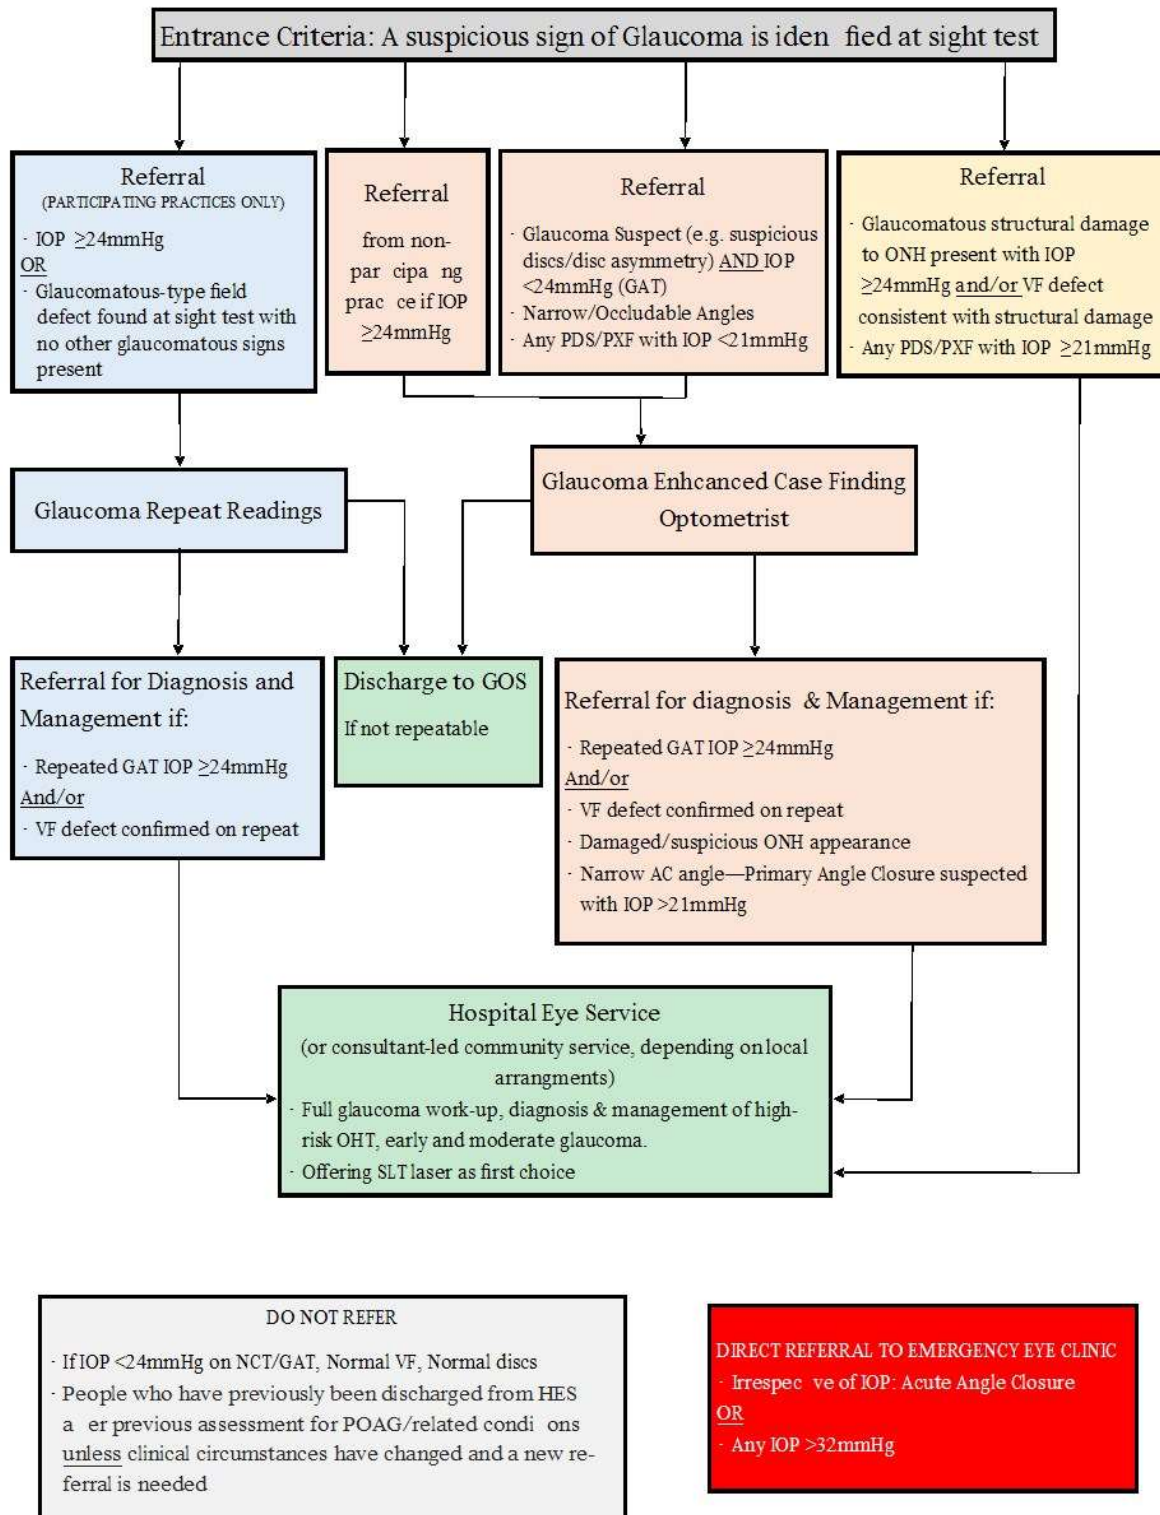 Entrance Criteria: A suspicious sign of Glaucoma is iden fied at sight test
Referral
(PARTICIPATING PRACTICES ONLY)
· IOP ≥24mmHg
OR
· Glaucomatous-type field
defect found at sight test with
no other glaucomatous signs
present
Referral
from non-
par cipa ng
prac ce if IOP
≥24mmHg
Referral
· Glaucoma Suspect (e.g. suspicious
discs/disc asymmetry) AND IOP
<24mmHg (GAT)
· Narrow/Occludable Angles
· Any PDS/PXF with IOP <21mmHg
Referral
· Glaucomatous structural damage
to ONH present with IOP
≥24mmHg and/or VF defect
consistent with structural damage
· Any PDS/PXF with IOP ≥21mmHg
Glaucoma Repeat Readings
Glaucoma Enhcanced Case Finding
Optometrist
Referral for Diagnosis and
Management if:
· Repeated GAT IOP ≥24mmHg
And/or
· VF defect confirmed on repeat
Discharge to GOS
If not repeatable
Referral for diagnosis & Management if:
· Repeated GAT IOP ≥24mmHg
And/or
· VF defect confirmed on repeat
· Damaged/suspicious ONH appearance
· Narrow AC angle—Primary Angle Closure suspected
with IOP >21mmHg
Hospital Eye Service
(or consultant-led community service, depending on local
arrangments)
· Full glaucoma work-up, diagnosis & management of high-
risk OHT, early and moderate glaucoma.
· Offering SLT laser as first choice
DO NOT REFER
· If IOP <24mmHg on NCT/GAT, Normal VF, Normal discs
· People who have previously been discharged from HES
a er previous assessment for POAG/related condi ons
unless clinical circumstances have changed and a new re-
ferral is needed
DIRECT REFERRAL TO EMERGENCY EYE CLINIC
· Irrespec ve of IOP: Acute Angle Closure
OR
· Any IOP >32mmHg